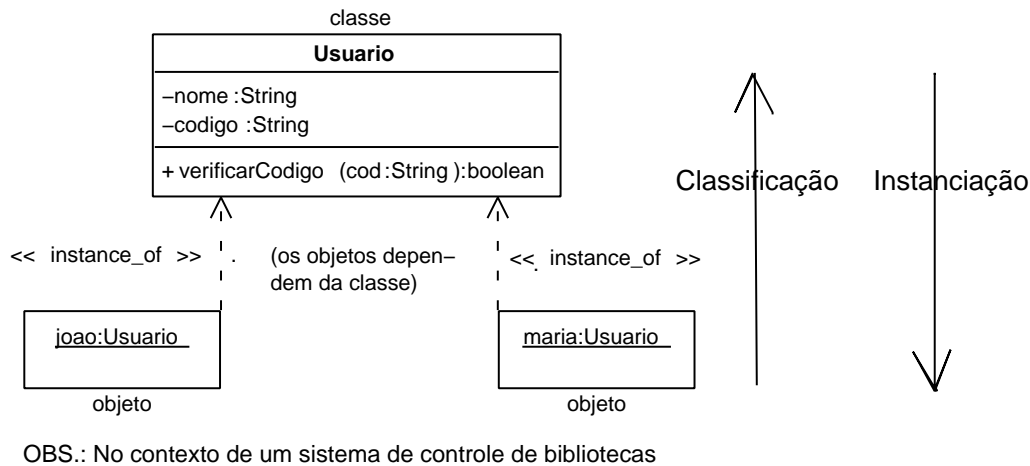 classe
Usuario
−nome :String
−codigo :String
+ verificarCodigo (cod:String ):boolean
Classificação
Instanciação
<< instance_of >>
(os objetos depen−
dem da classe)
<< instance_of >>
joao:Usuario
maria:Usuario
objeto
objeto
OBS.: No contexto de um sistema de controle de bibliotecas